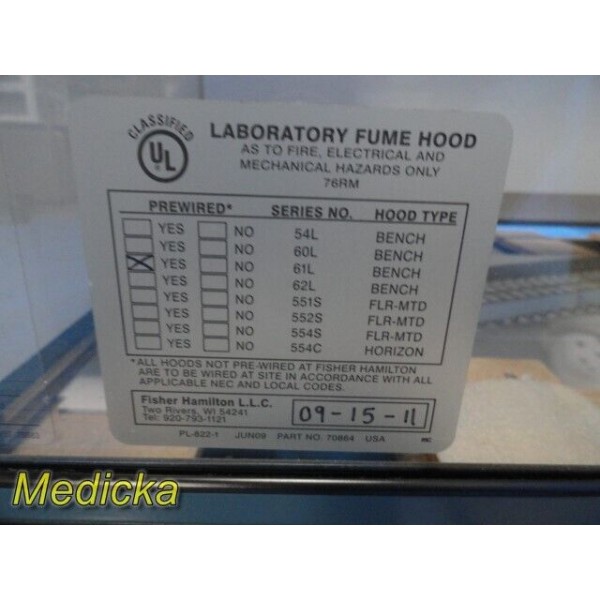 CLASSIFIED
UL
LABORATORY FUME HOOD
AS TO FIRE, ELECTRICAL AND
MECHANICAL HAZARDS ONLY
76RM
PREWIRED* SERIES NO. HOOD TYPE
YES NO 54L BENCH
YES NO 60L BENCH
YES NO 61L BENCH
YES NO 62L BENCH
YES NO 551S FLR-MTD
YES NO 552S FLR-MTD
YES NO 554S FLR-MTD
YES NO 554C HORIZON
*ALL HOODS NOT PRE-WIRED AT FISHER HAMILTON
ARE TO BE WIRED AT SITE IN ACCORDANCE WITH ALL
APPLICABLE NEC AND LOCAL CODES.
Fisher Hamilton L.L.C.
Two Rivers, WI 54241
Tel: 920-793-1121
09-15-11
PL-822-1 JUN09 PART NO. 70864 USA
Medicka